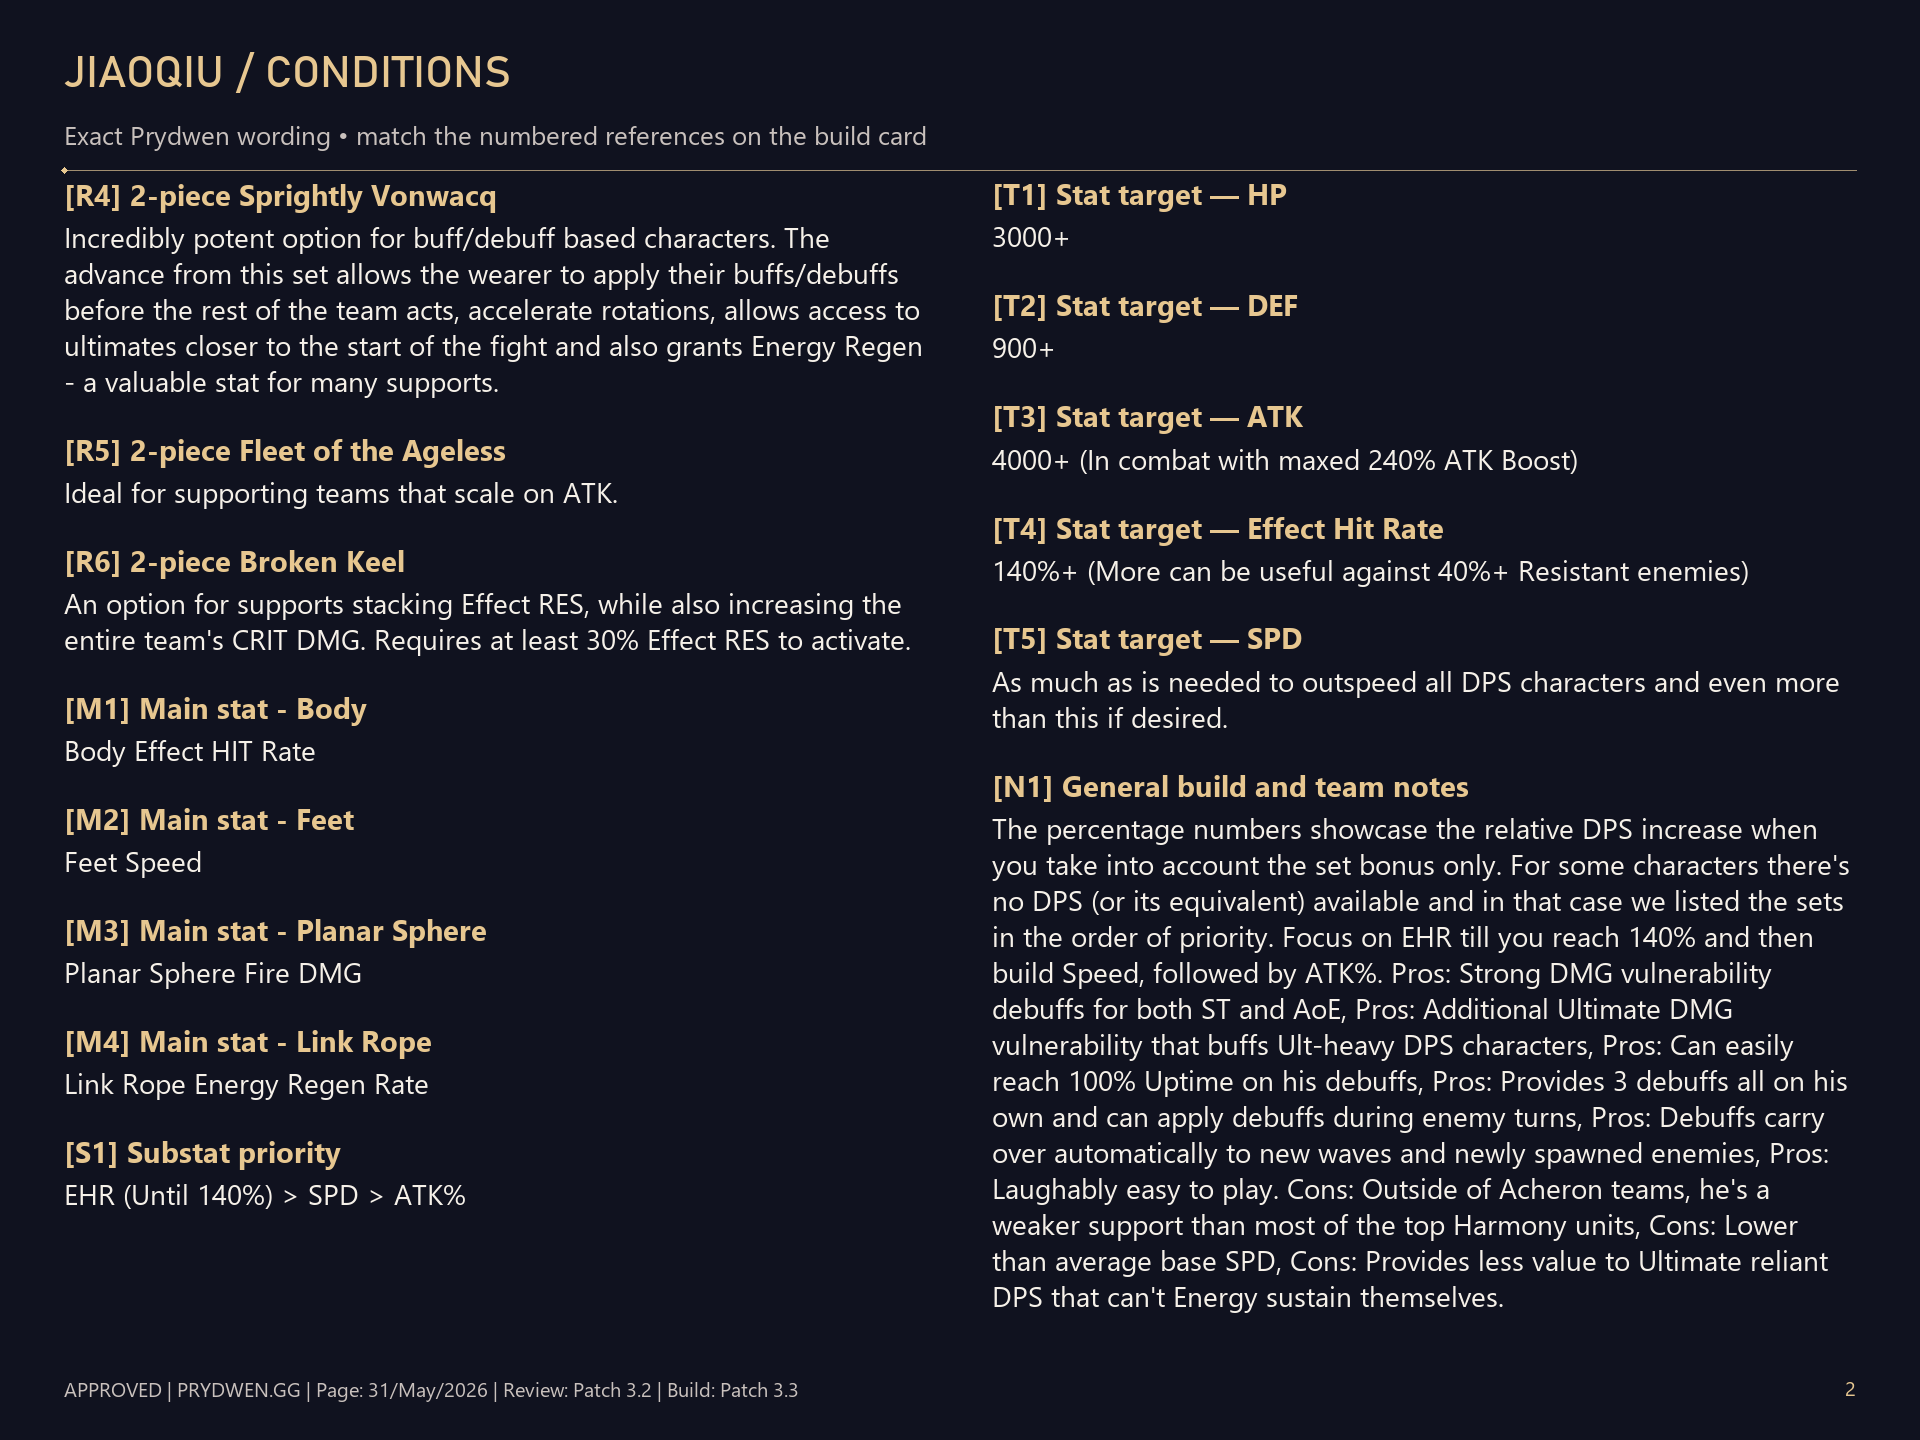 JIAOQIU / CONDITIONS
Exact Prydwen wording • match the numbered references on the build card
[R4] 2-piece Sprightly Vonwacq
Incredibly potent option for buff/debuff based characters. The
advance from this set allows the wearer to apply their buffs/debuffs
before the rest of the team acts, accelerate rotations, allows access to
ultimates closer to the start of the fight and also grants Energy Regen
- a valuable stat for many supports.
[R5] 2-piece Fleet of the Ageless
Ideal for supporting teams that scale on ATK.
[R6] 2-piece Broken Keel
An option for supports stacking Effect RES, while also increasing the
entire team's CRIT DMG. Requires at least 30% Effect RES to activate.
[M1] Main stat - Body
Body Effect HIT Rate
[M2] Main stat - Feet
Feet Speed
[M3] Main stat - Planar Sphere
Planar Sphere Fire DMG
[M4] Main stat - Link Rope
Link Rope Energy Regen Rate
[S1] Substat priority
EHR (Until 140%) > SPD > ATK%
[T1] Stat target — HP
3000+
[T2] Stat target — DEF
900+
[T3] Stat target — ATK
4000+ (In combat with maxed 240% ATK Boost)
[T4] Stat target — Effect Hit Rate
140%+ (More can be useful against 40%+ Resistant enemies)
[T5] Stat target — SPD
As much as is needed to outspeed all DPS characters and even more
than this if desired.
[N1] General build and team notes
The percentage numbers showcase the relative DPS increase when
you take into account the set bonus only. For some characters there's
no DPS (or its equivalent) available and in that case we listed the sets
in the order of priority. Focus on EHR till you reach 140% and then
build Speed, followed by ATK%. Pros: Strong DMG vulnerability
debuffs for both ST and AoE, Pros: Additional Ultimate DMG
vulnerability that buffs Ult-heavy DPS characters, Pros: Can easily
reach 100% Uptime on his debuffs, Pros: Provides 3 debuffs all on his
own and can apply debuffs during enemy turns, Pros: Debuffs carry
over automatically to new waves and newly spawned enemies, Pros:
Laughably easy to play. Cons: Outside of Acheron teams, he's a
weaker support than most of the top Harmony units, Cons: Lower
than average base SPD, Cons: Provides less value to Ultimate reliant
DPS that can't Energy sustain themselves.
APPROVED | PRYDWEN.GG | Page: 31/May/2026 | Review: Patch 3.2 | Build: Patch 3.3
2